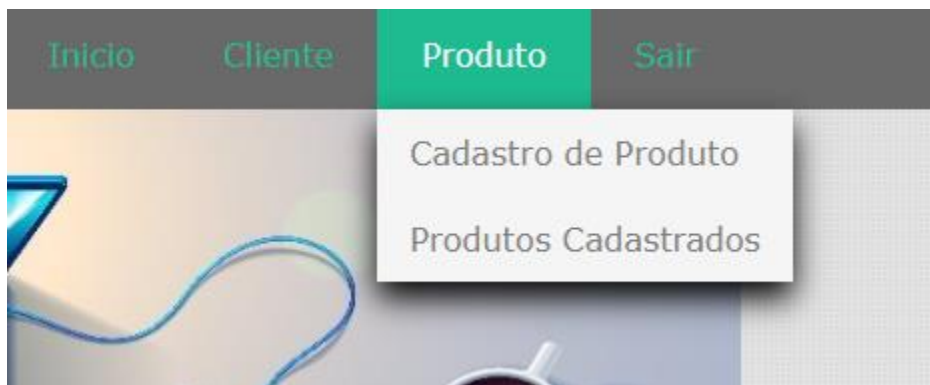 Inicio Cliente Produto Sair
Cadastro de Produto
Produtos Cadastrados